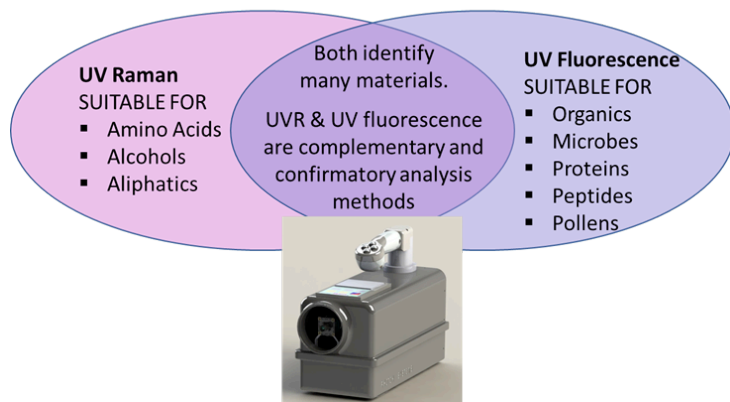 UV Raman
SUITABLE FOR
▪ Amino Acids
▪ Alcohols
▪ Aliphatics
Both identify
many materials.
UVR & UV fluorescence
are complementary and
confirmatory analysis
methods
UV Fluorescence
SUITABLE FOR
▪ Organics
▪ Microbes
▪ Proteins
▪ Peptides
▪ Pollens